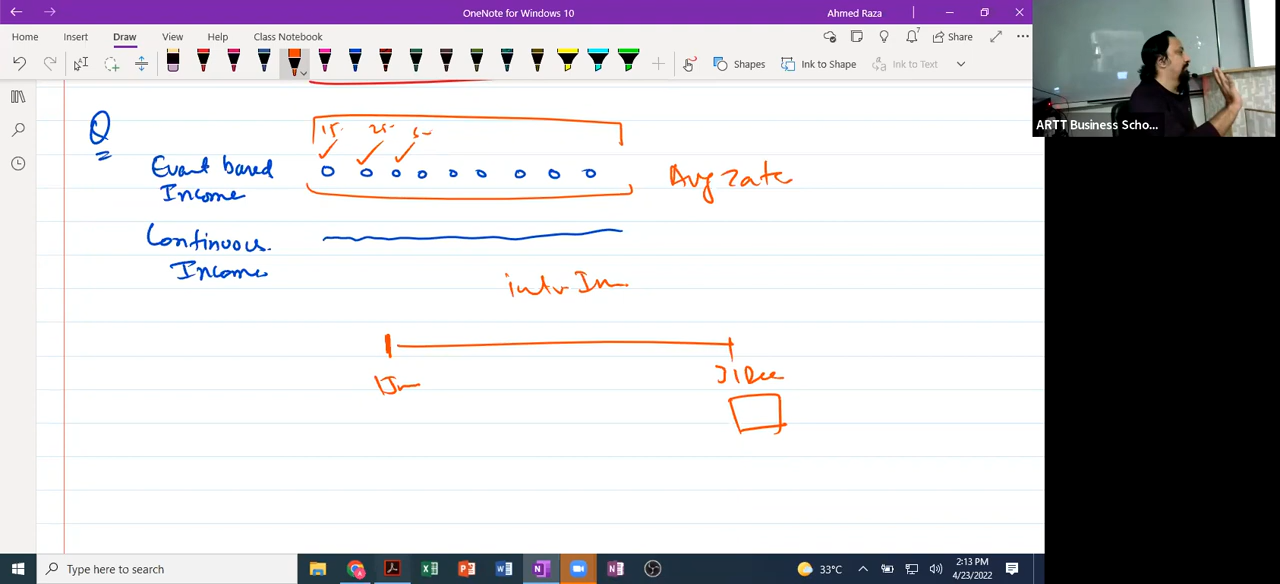 OneNote for Windows 10
Ahmed Raza
Home Insert Draw View Help Class Notebook
Share
Shapes Ink to Shape Ink to Text
ARTT Business Scho...
Q
15 25
Event based
Income
Avg rate
Continuous
Income
31 Dec
Type here to search
33°C
2:13 PM
4/23/2022